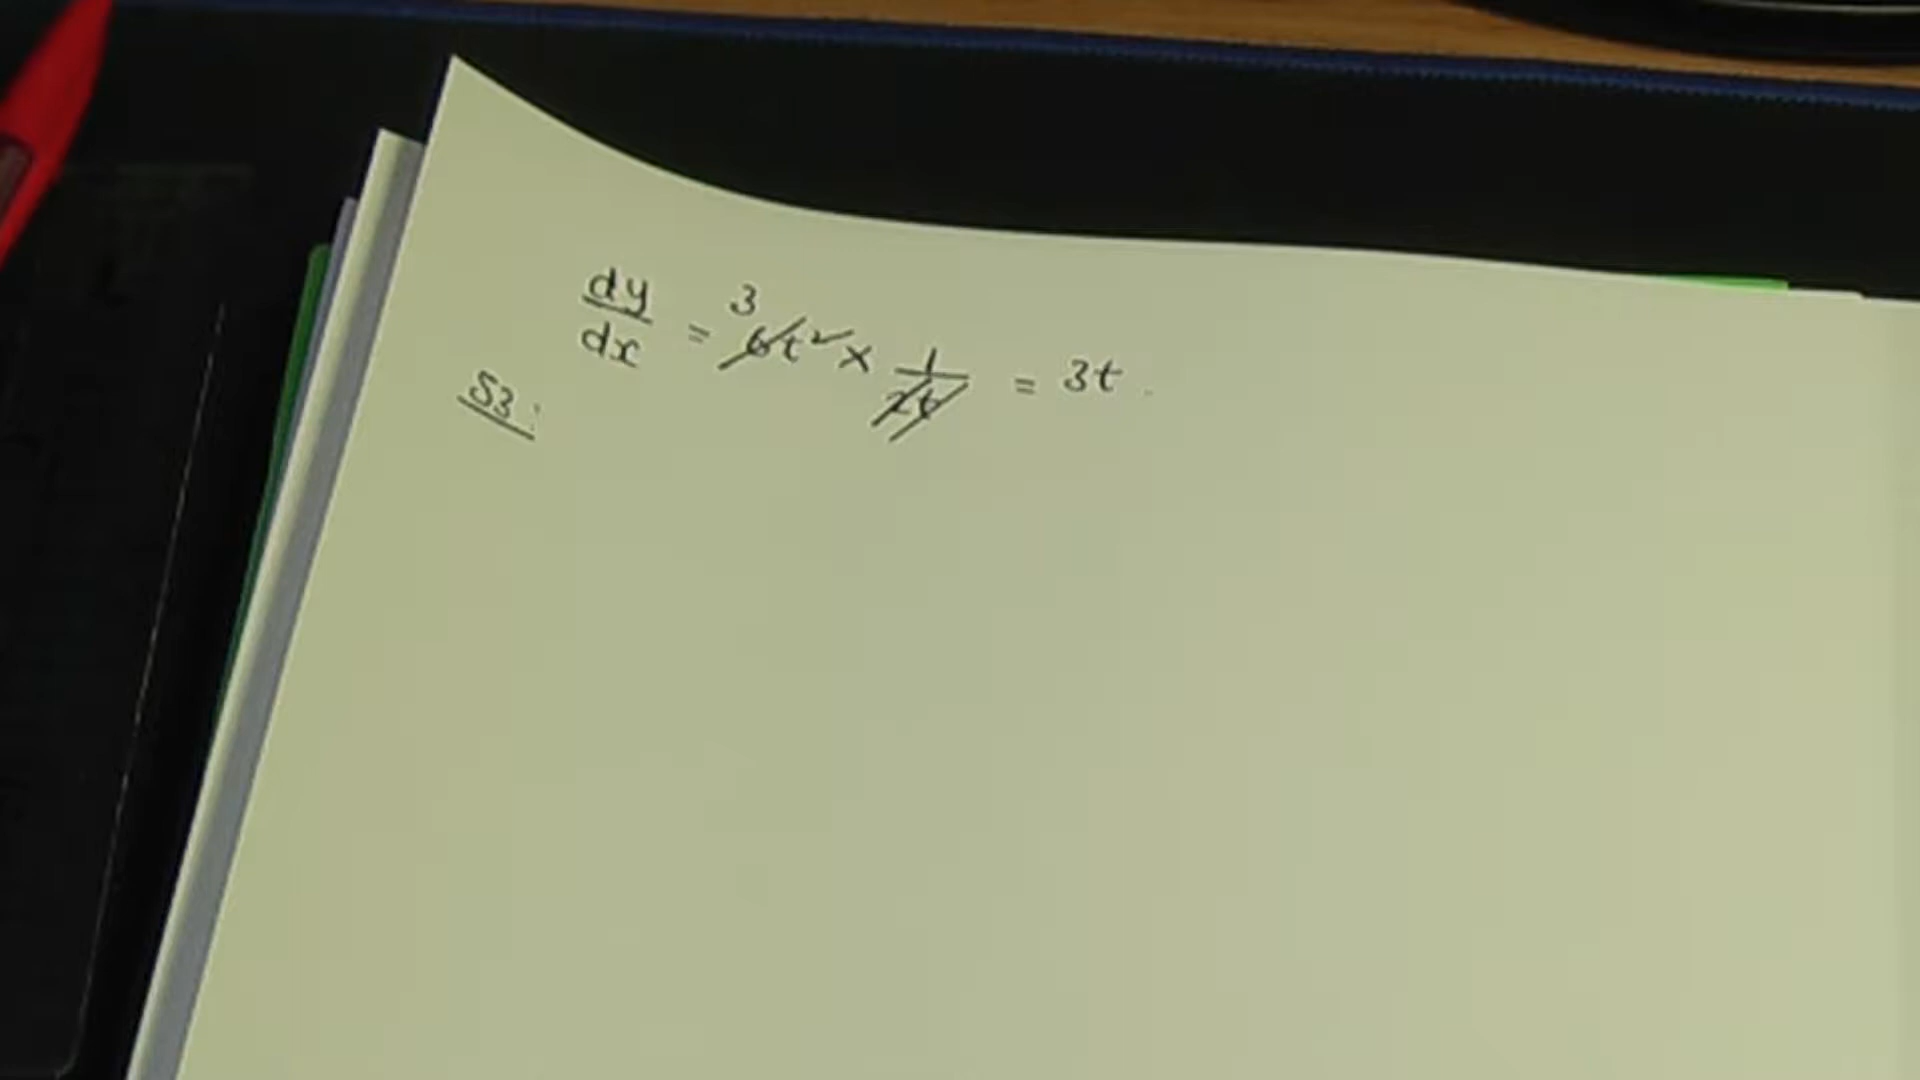 dy/dx = 3 6t² × 1/2t = 3t .
S3: